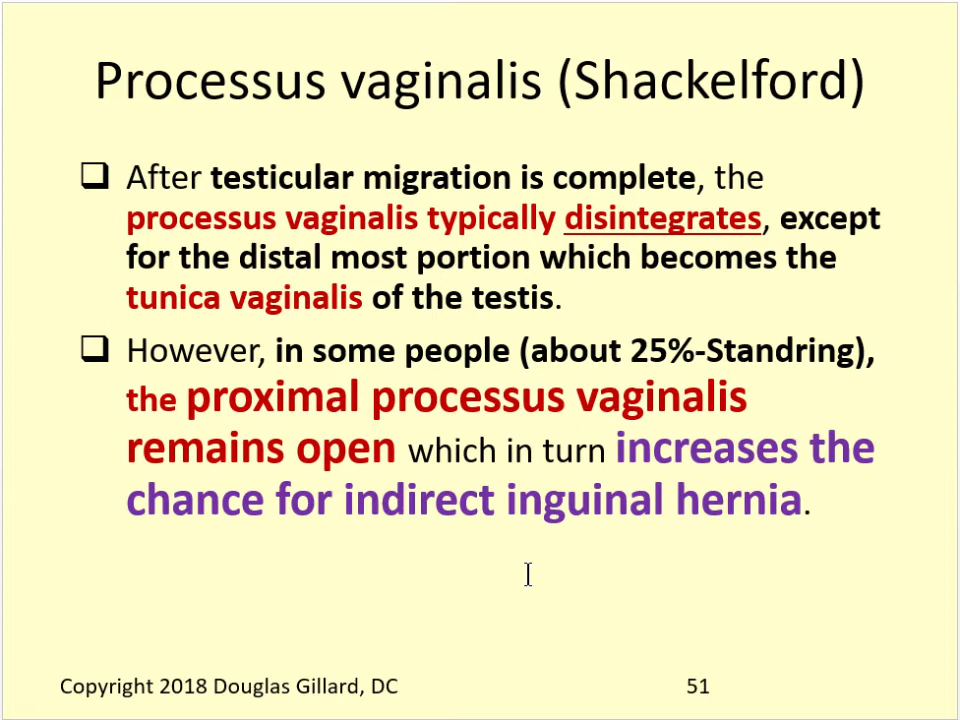 Processus vaginalis (Shackelford)
After testicular migration is complete, the
processus vaginalis typically disintegrates, except
for the distal most portion which becomes the
tunica vaginalis of the testis.
However, in some people (about 25%-Standring),
the proximal processus vaginalis
remains open which in turn increases the
chance for indirect inguinal hernia.
Copyright 2018 Douglas Gillard, DC
51